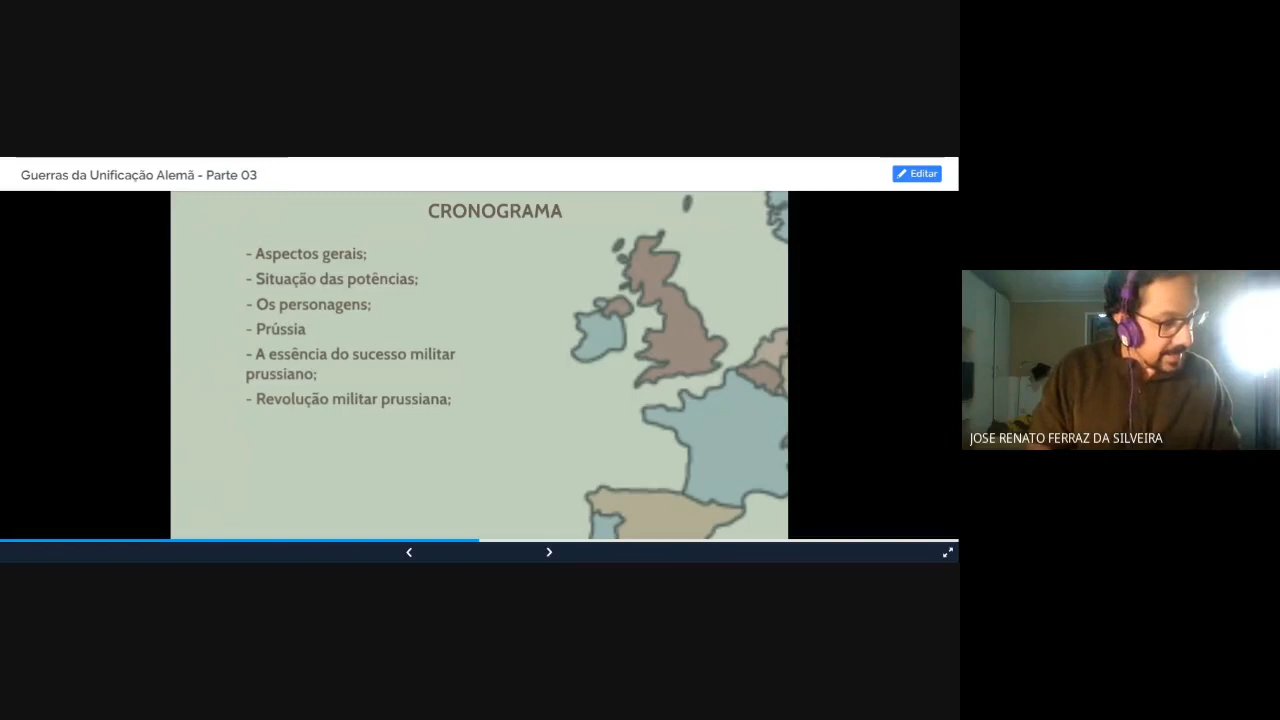 Guerras da Unificação Alemã - Parte 03
Editar
CRONOGRAMA
- Aspectos gerais;
- Situação das potências;
- Os personagens;
- Prússia
- A essência do sucesso militar
prussiano;
- Revolução militar prussiana;
JOSE RENATO FERRAZ DA SILVEIRA